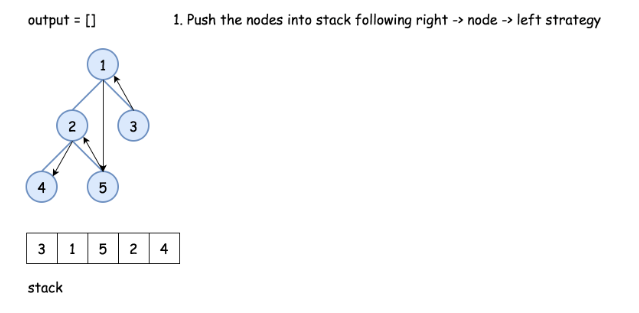 output = []
1. Push the nodes into stack following right -> node -> left strategy
1
2
3
4
5
3 1 5 2 4
stack